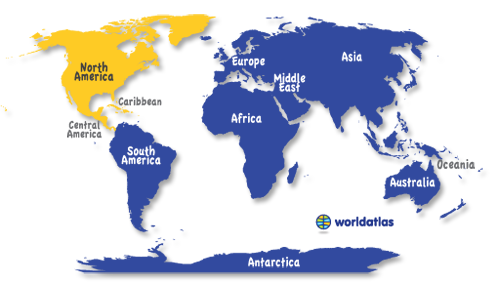 North
America
Caribbean
Central
America
South
America
Europe
Middle
East
Asia
Africa
Oceania
Australia
worldatlas
Antarctica